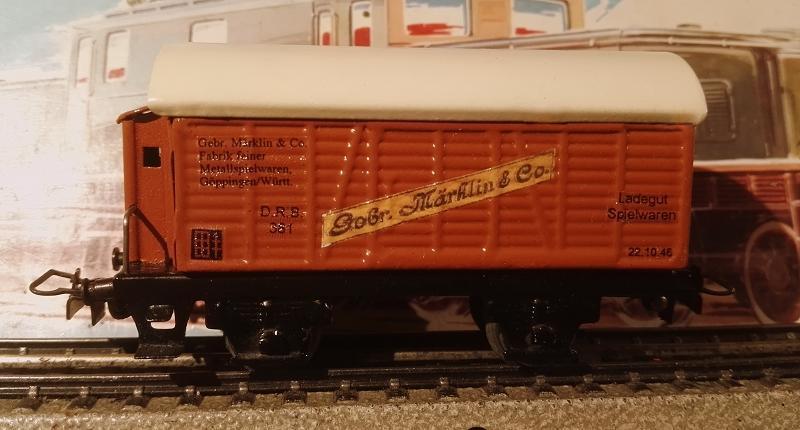 Gebr. Märklin & Co.
Fabrik feiner
Metallspielwaren,
Göppingen/Württ.
D.R.B.
381
Gebr. Märklin & Co.
Ladegut
Spielwaren
22.10.46